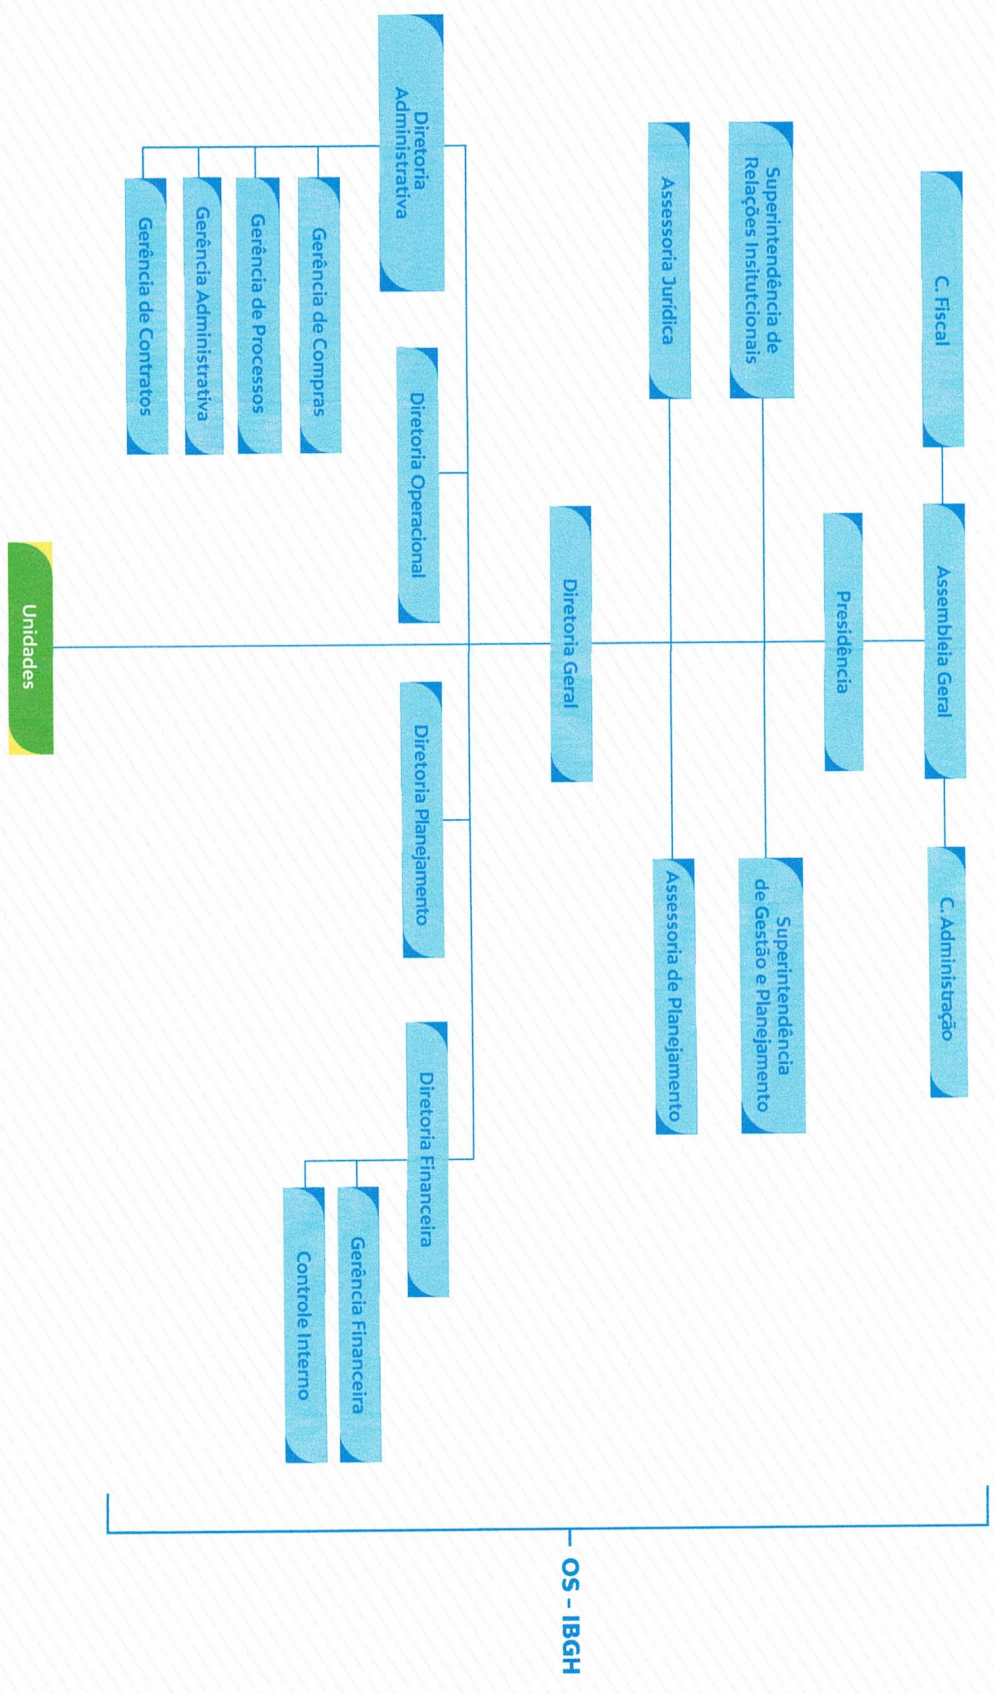 C. Fiscal
Assembleia Geral
C. Administração
Presidência
Superintendência de
Relações Insitutcionais
Superintendência
de Gestão e Planejamento
Assessoria Jurídica
Assessoria de Planejamento
Diretoria Geral
Diretoria
Administrativa
Diretoria Operacional
Diretoria Planejamento
Diretoria Financeira
Gerência de Compras
Gerência de Processos
Gerência Administrativa
Gerência de Contratos
Gerência Financeira
Controle Interno
Unidades
OS – IBGH